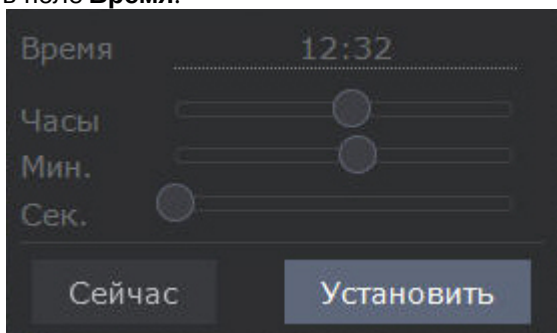 в поле Время.
Время 12:32
Часы
Мин.
Сек.
Сейчас Установить